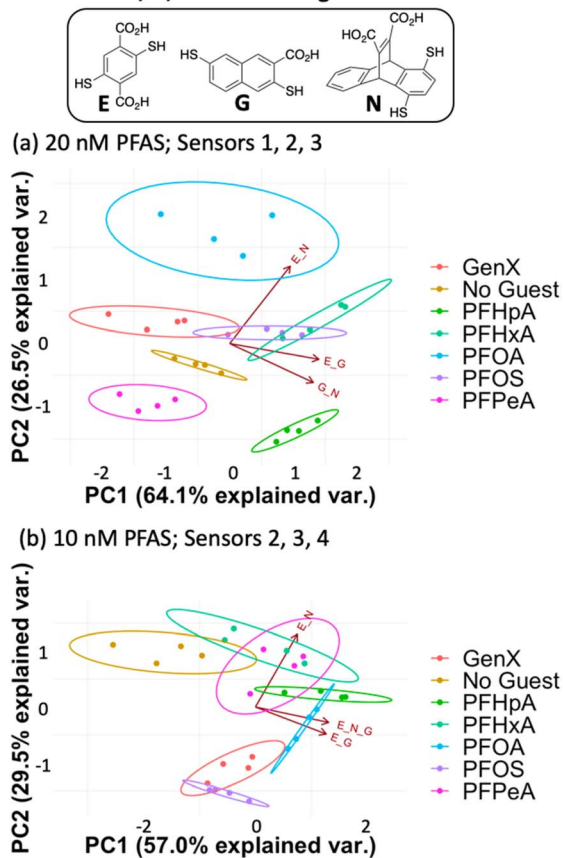 CO₂H
SH
HS
CO₂H
E
HS
CO₂H
SH
G
CO₂H
HO₂C
SH
HS
N
(a) 20 nM PFAS; Sensors 1, 2, 3
PC2 (26.5% explained var.)
2
1
0
-1
E_N
E_G
G_N
-2 -1 0 1 2
PC1 (64.1% explained var.)
GenX
No Guest
PFHpA
PFHxA
PFOA
PFOS
PFPeA
(b) 10 nM PFAS; Sensors 2, 3, 4
PC2 (29.5% explained var.)
1
0
-1
E_N
E_N_G
E_G
-2 0 2
PC1 (57.0% explained var.)
GenX
No Guest
PFHpA
PFHxA
PFOA
PFOS
PFPeA